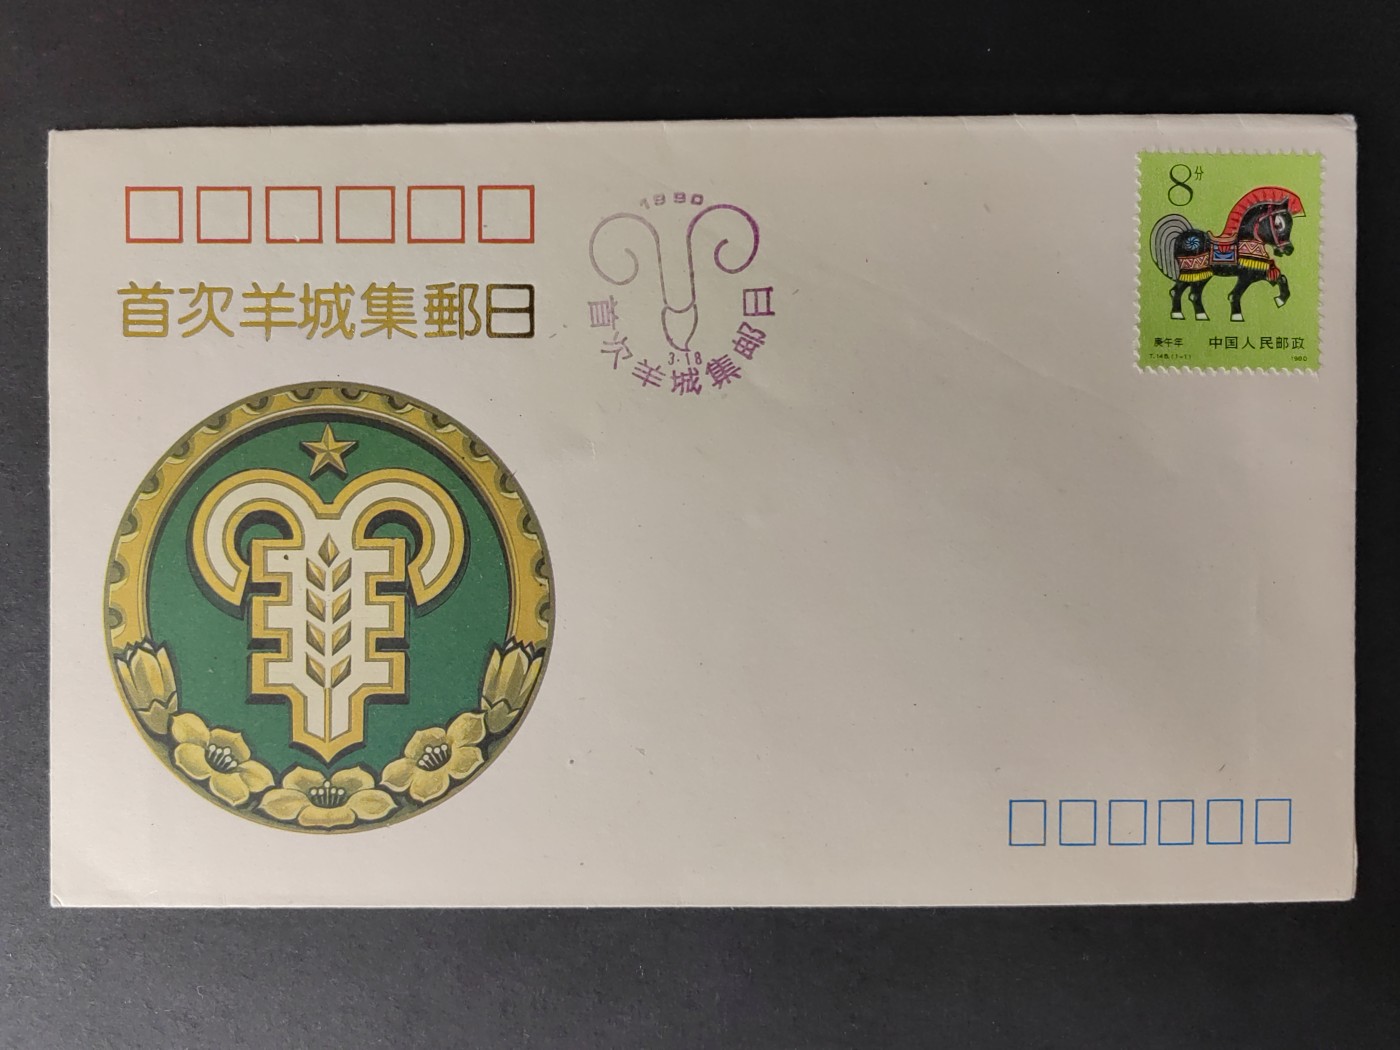 首次羊城集郵日
1990
3·18
首次羊城集邮日
8分
庚午年 中国人民邮政
T.146.(1-1) 1990